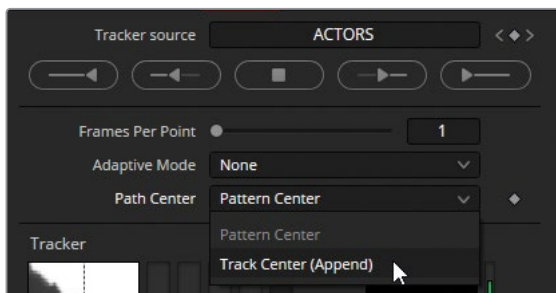 Tracker source ACTORS
Frames Per Point 1
Adaptive Mode None
Path Center Pattern Center
Pattern Center
Tracker
Track Center (Append)